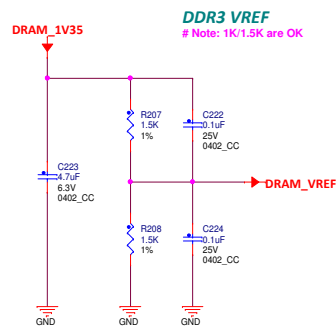 DDR3 VREF
# Note: 1K/1.5K are OK
DRAM_1V35
R207
1.5K
1%
C222
0.1uF
25V
0402_CC
C223
4.7uF
6.3V
0402_CC
DRAM_VREF
R208
1.5K
1%
C224
0.1uF
25V
0402_CC
GND
GND
GND